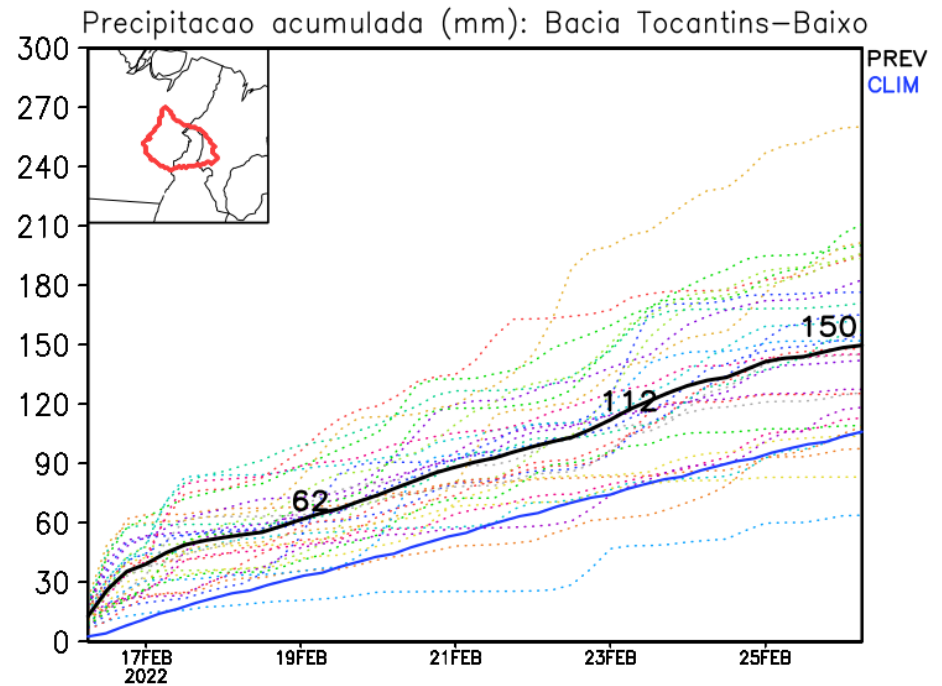 Precipitacao acumulada (mm): Bacia Tocantins-Baixo
PREV
CLIM
300
270
240
210
180
150
120
90
60
30
0
62
112
150
17FEB
2022
19FEB
21FEB
23FEB
25FEB